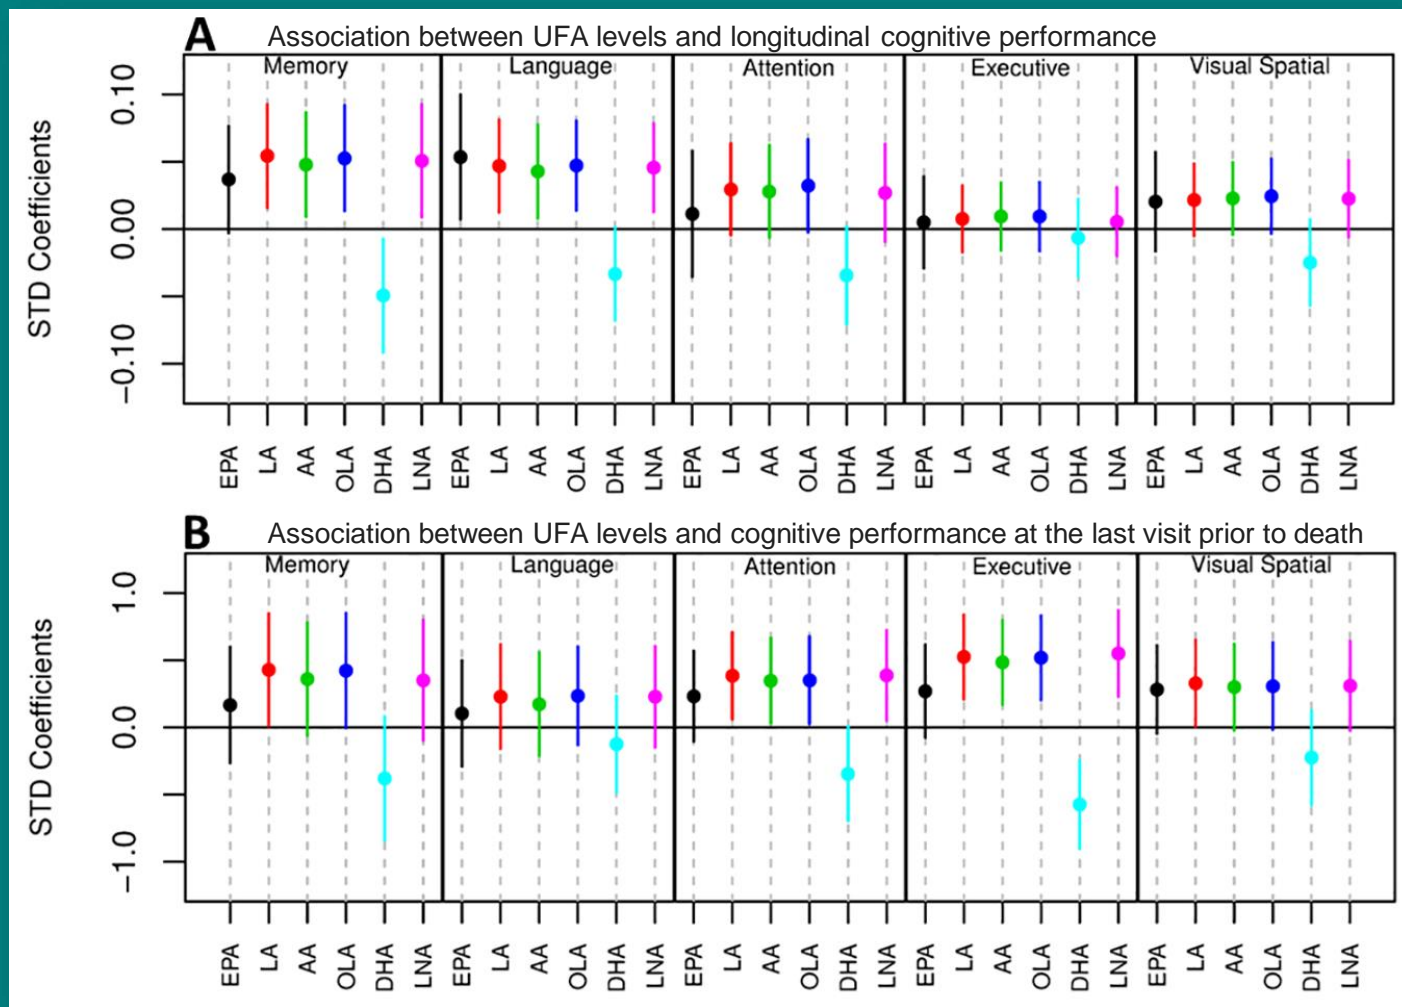 A Association between UFA levels and longitudinal cognitive performance
Memory Language Attention Executive Visual Spatial
STD Coefficients
0.10
0.00
−0.10
EPA LA AA OLA DHA LNA EPA LA AA OLA DHA LNA EPA LA AA OLA DHA LNA EPA LA AA OLA DHA LNA EPA LA AA OLA DHA LNA
B Association between UFA levels and cognitive performance at the last visit prior to death
Memory Language Attention Executive Visual Spatial
STD Coefficients
1.0
0.0
−1.0
EPA LA AA OLA DHA LNA EPA LA AA OLA DHA LNA EPA LA AA OLA DHA LNA EPA LA AA OLA DHA LNA EPA LA AA OLA DHA LNA